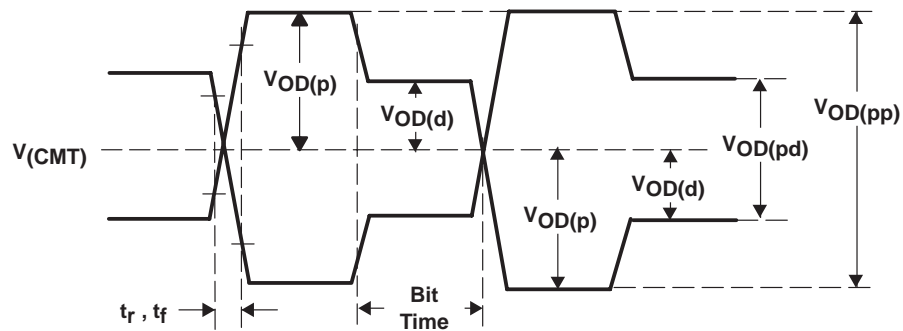 V(CMT)
VOD(p)
VOD(d)
VOD(p)
VOD(d)
VOD(pd)
VOD(pp)
tr , tf
Bit
Time